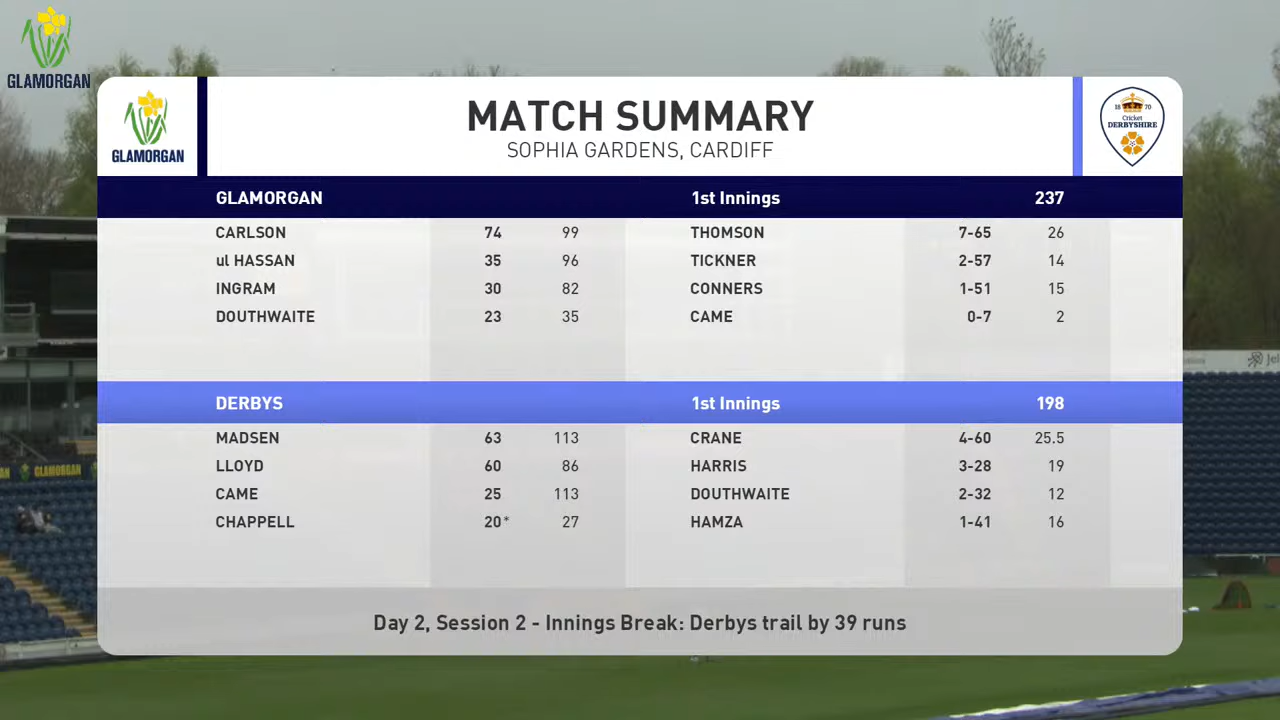 GLAMORGAN
GLAMORGAN
MATCH SUMMARY
SOPHIA GARDENS, CARDIFF
18 70
Cricket
DERBYSHIRE
GLAMORGAN 1st Innings 237
CARLSON 74 99 THOMSON 7-65 26
ul HASSAN 35 96 TICKNER 2-57 14
INGRAM 30 82 CONNERS 1-51 15
DOUTHWAITE 23 35 CAME 0-7 2
DERBYS 1st Innings 198
MADSEN 63 113 CRANE 4-60 25.5
LLOYD 60 86 HARRIS 3-28 19
CAME 25 113 DOUTHWAITE 2-32 12
CHAPPELL 20* 27 HAMZA 1-41 16
GLAMORGAN
Day 2, Session 2 - Innings Break: Derbys trail by 39 runs